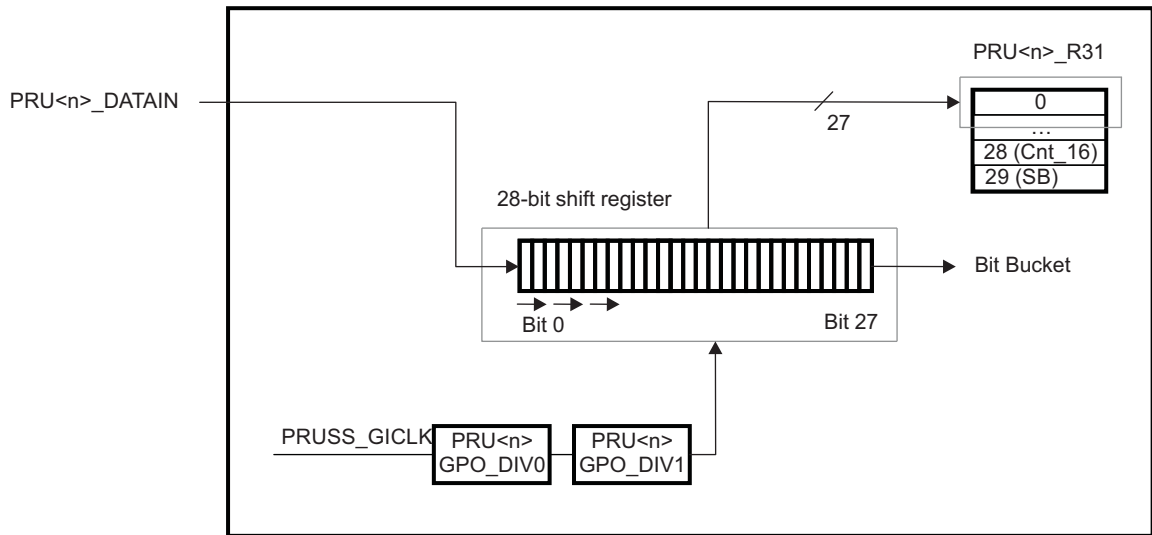 PRU<n>_R31
PRU<n>_DATAIN
0
27
...
28 (Cnt_16)
29 (SB)
28-bit shift register
Bit Bucket
Bit 0
Bit 27
PRUSS_GICLK
PRU<n>
GPO_DIV0
PRU<n>
GPO_DIV1